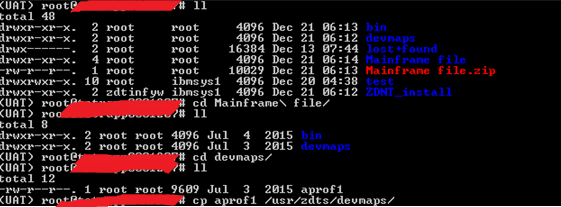 (UAT) root@ # ll
total 48
drwxr-xr-x. 2 root root 4096 Dec 21 06:13 bin
drwxr-xr-x. 2 root root 4096 Dec 21 06:12 devmaps
drwx------. 2 root root 16384 Dec 13 07:44 lost+found
drwxr-xr-x. 4 root root 4096 Dec 21 06:14 Mainframe file
-rw-r--r--. 1 root root 10029 Dec 21 06:13 Mainframe file.zip
drwxrwxr-x. 10 root ibmsys1 4096 Dec 20 04:38 test
drwxr-xr-x. 2 zdtinfyw ibmsys1 4096 Dec 21 06:12 ZDNT_install
(UAT) root@ # cd Mainframe\ file/
(UAT) root@ # ll
total 8
drwxr-xr-x. 2 root root 4096 Jul 4 2015 bin
drwxr-xr-x. 2 root root 4096 Jul 3 2015 devmaps
(UAT) root@ # cd devmaps/
(UAT) root@ # ll
total 12
-rw-r--r--. 1 root root 9609 Jul 3 2015 aprof1
(UAT) root@ # cp aprof1 /usr/zdts/devmaps/